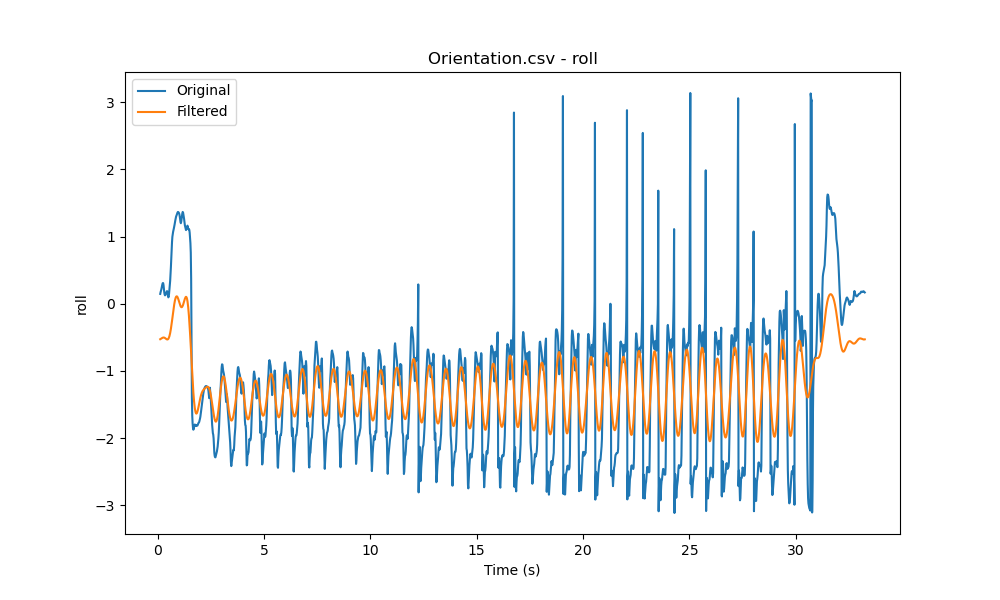 Orientation.csv - roll
Original
Filtered
3
2
1
0
−1
−2
−3
roll
0 5 10 15 20 25 30
Time (s)